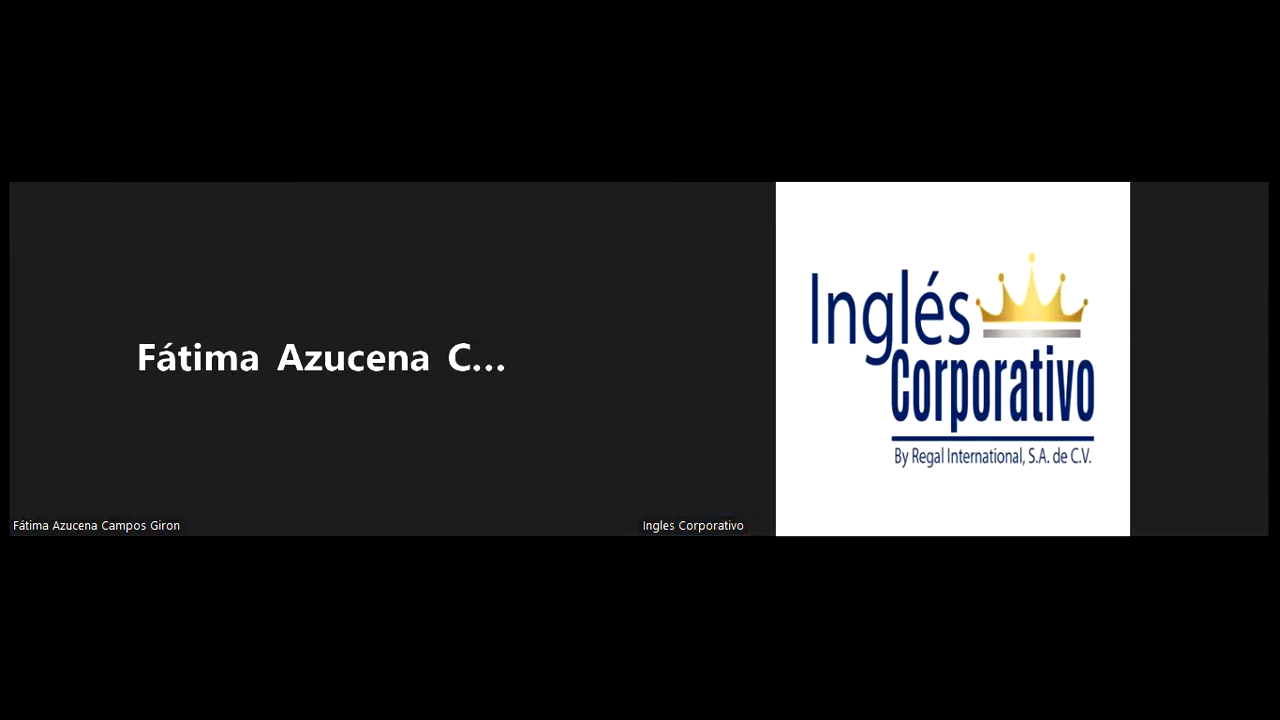 Fátima Azucena C...
Fátima Azucena Campos Giron
Ingles Corporativo
Inglés
Corporativo
By Regal International, S.A. de C.V.